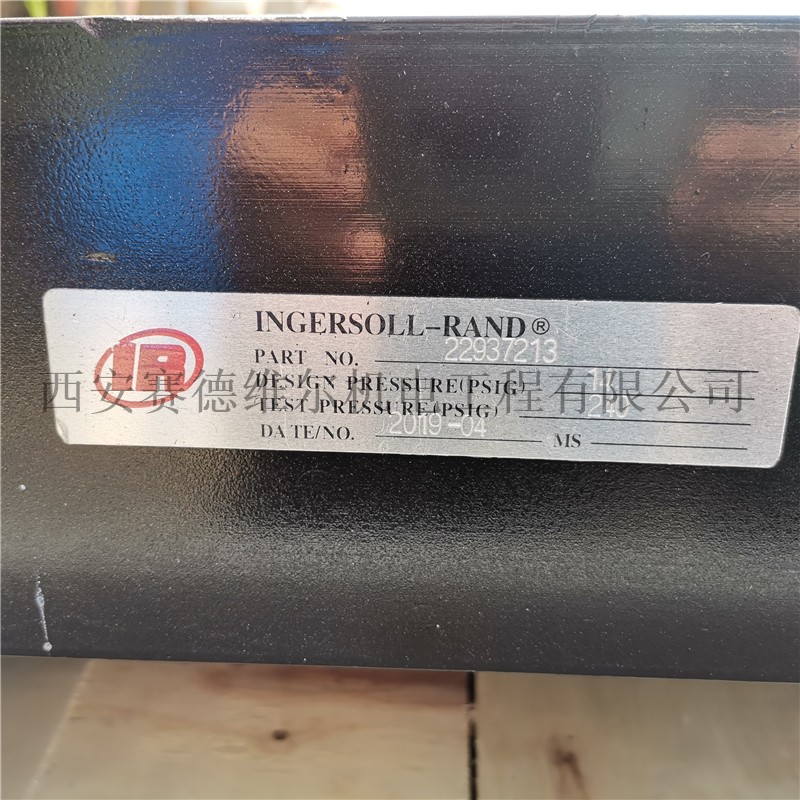 IR
INGERSOLL-RAND®
PART NO. 22937213
DESIGN PRESSURE(PSIG)
TEST PRESSURE(PSIG)
DATE/NO. 2019-04 MS
西安赛德维尔机电工程有限公司